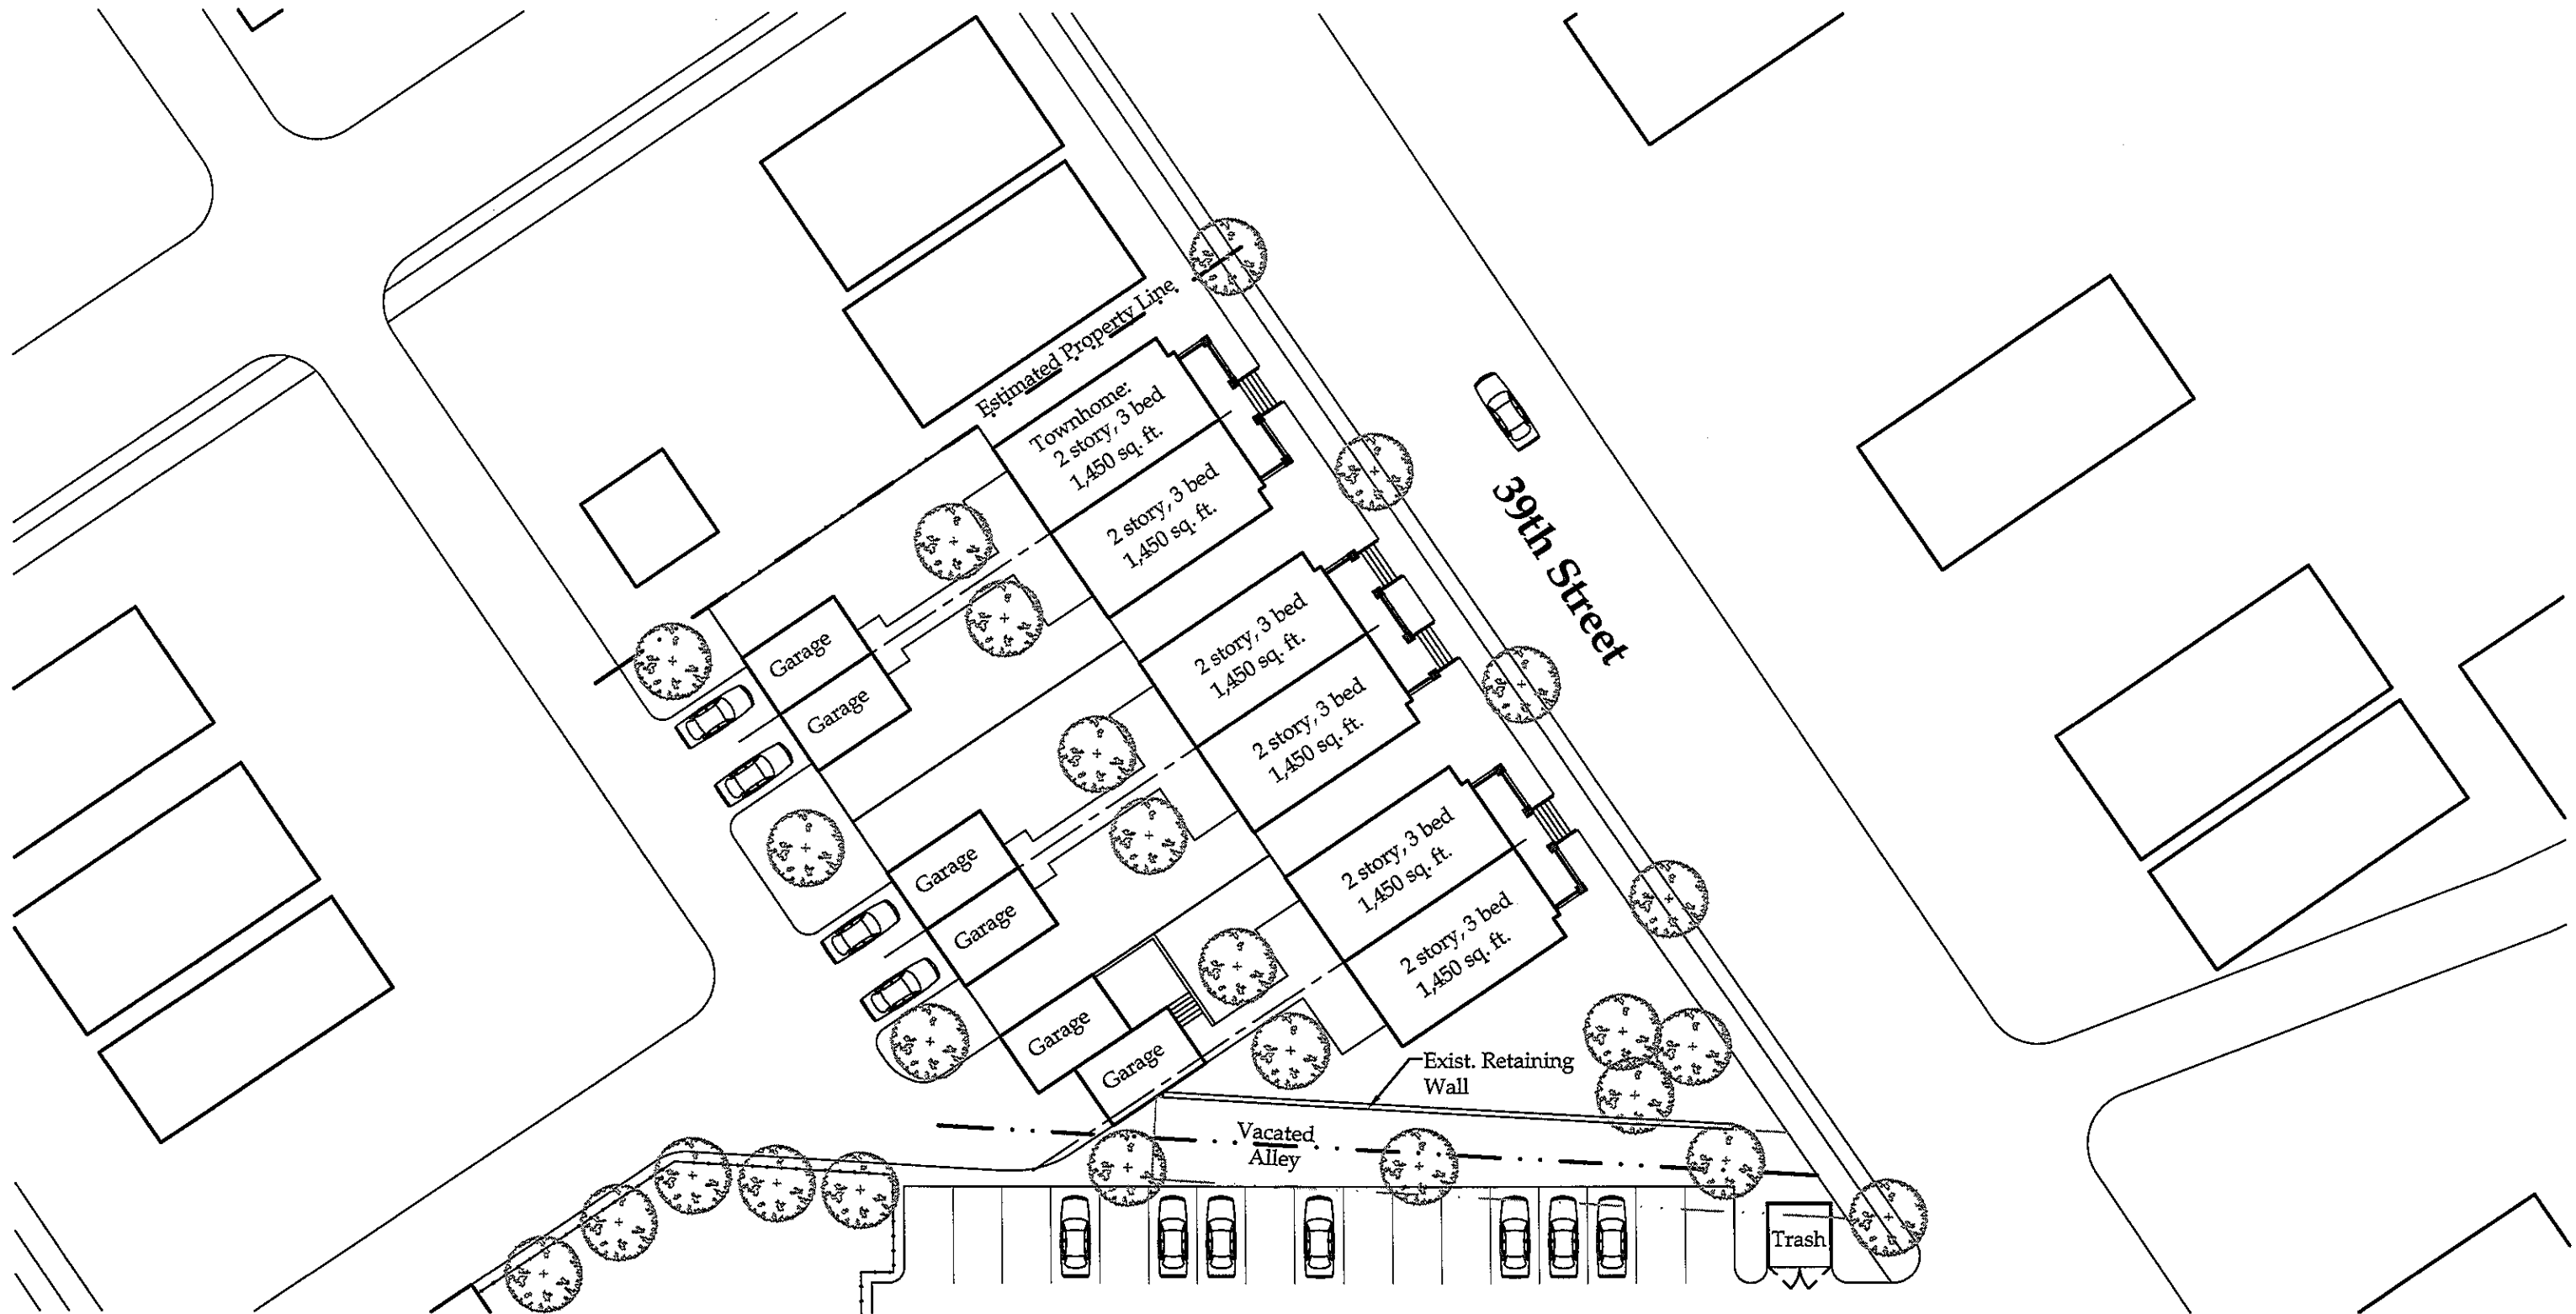 Estimated Property Line
Townhome:
2 story, 3 bed
1,450 sq. ft.
2 story, 3 bed
1,450 sq. ft.
39th Street
2 story, 3 bed
1,450 sq. ft.
2 story, 3 bed
1,450 sq. ft.
2 story, 3 bed
1,450 sq. ft.
2 story, 3 bed
1,450 sq. ft.
Garage
Garage
Garage
Garage
Garage
Garage
Exist. Retaining
Wall
Vacated
Alley
Trash